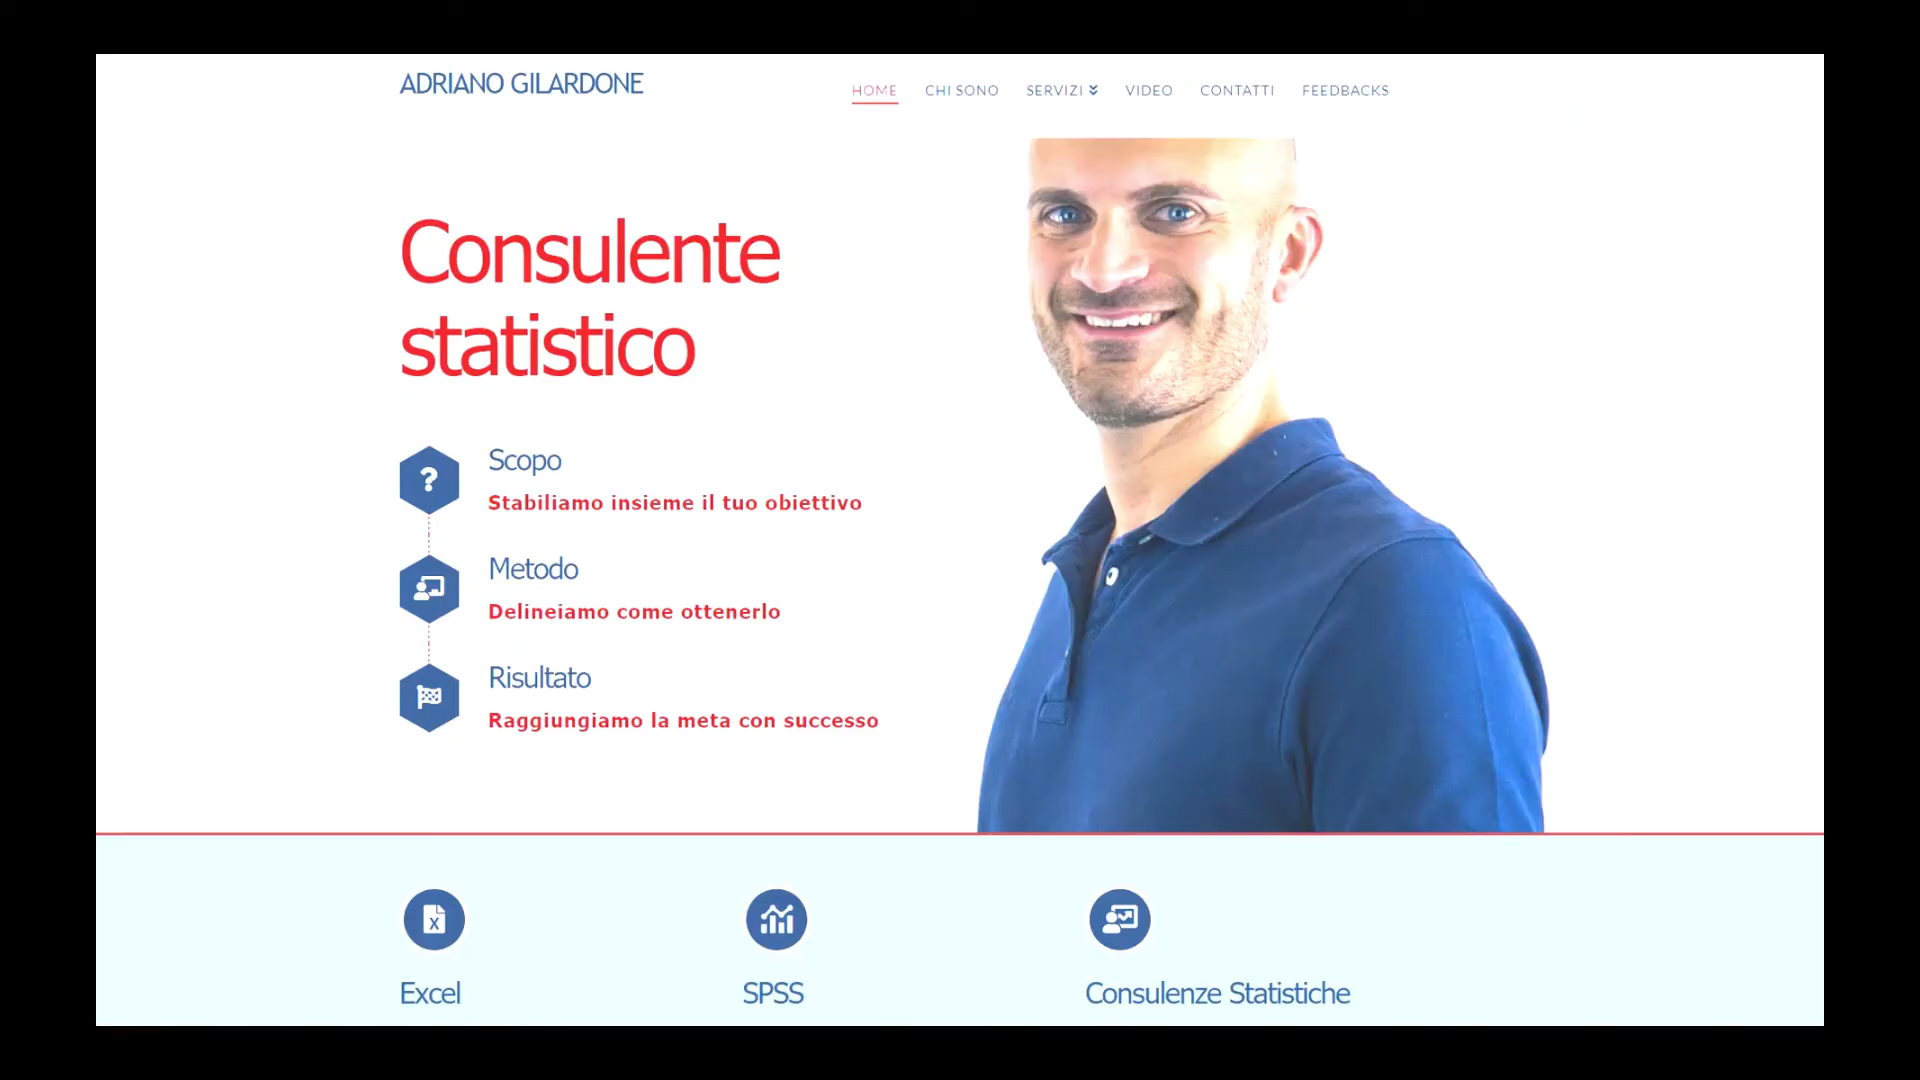 ADRIANO GILARDONE
HOME CHI SONO SERVIZI VIDEO CONTATTI FEEDBACKS
Consulente
statistico
Scopo
Stabiliamo insieme il tuo obiettivo
Metodo
Delineiamo come ottenerlo
Risultato
Raggiungiamo la meta con successo
Excel SPSS Consulenze Statistiche